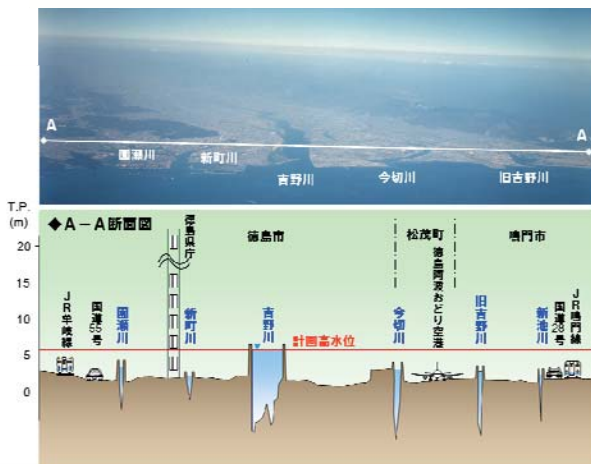 A
A
園瀬川
新町川
吉野川
今切川
旧吉野川
T.P.
(m)
◆A－A断面図
徳島県庁
徳島市
松茂町
鳴門市
20
15
10
5
0
JR牟岐線
国道55号
園瀬川
新町川
吉野川
計画高水位
今切川
徳島阿波おどり空港
旧吉野川
新池川
国道28号
JR鳴門線